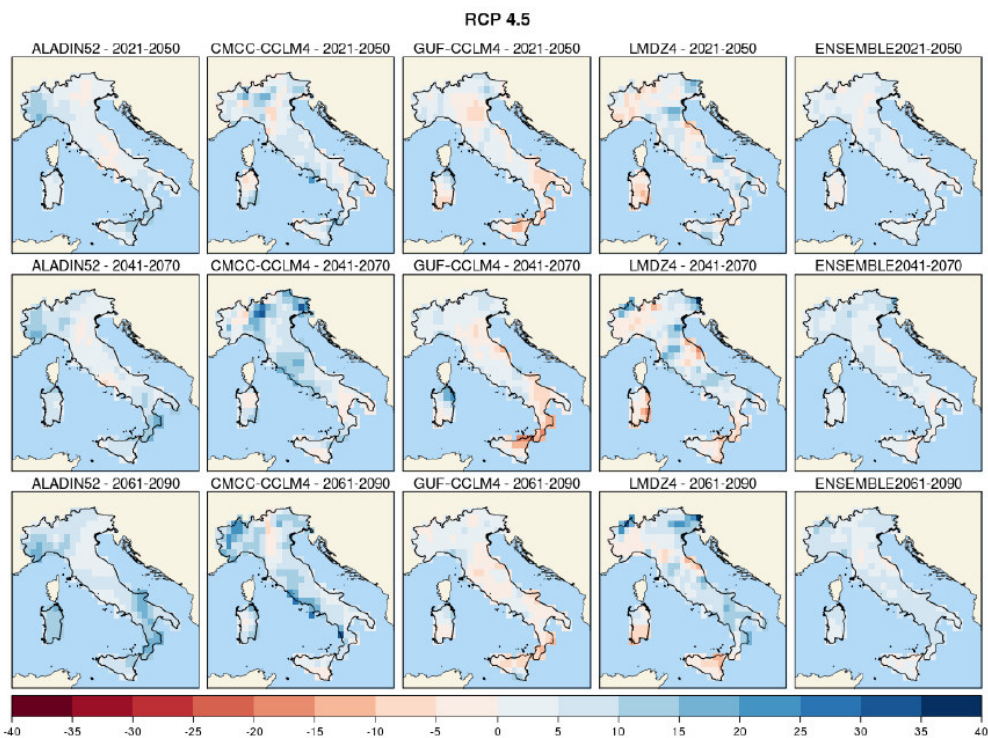 RCP 4.5
ALADIN52 - 2021-2050 CMCC-CCLM4 - 2021-2050 GUF-CCLM4 - 2021-2050 LMDZ4 - 2021-2050 ENSEMBLE2021-2050
ALADIN52 - 2041-2070 CMCC-CCLM4 - 2041-2070 GUF-CCLM4 - 2041-2070 LMDZ4 - 2041-2070 ENSEMBLE2041-2070
ALADIN52 - 2061-2090 CMCC-CCLM4 - 2061-2090 GUF-CCLM4 - 2061-2090 LMDZ4 - 2061-2090 ENSEMBLE2061-2090
-40 -35 -30 -25 -20 -15 -10 -5 0 5 10 15 20 25 30 35 40